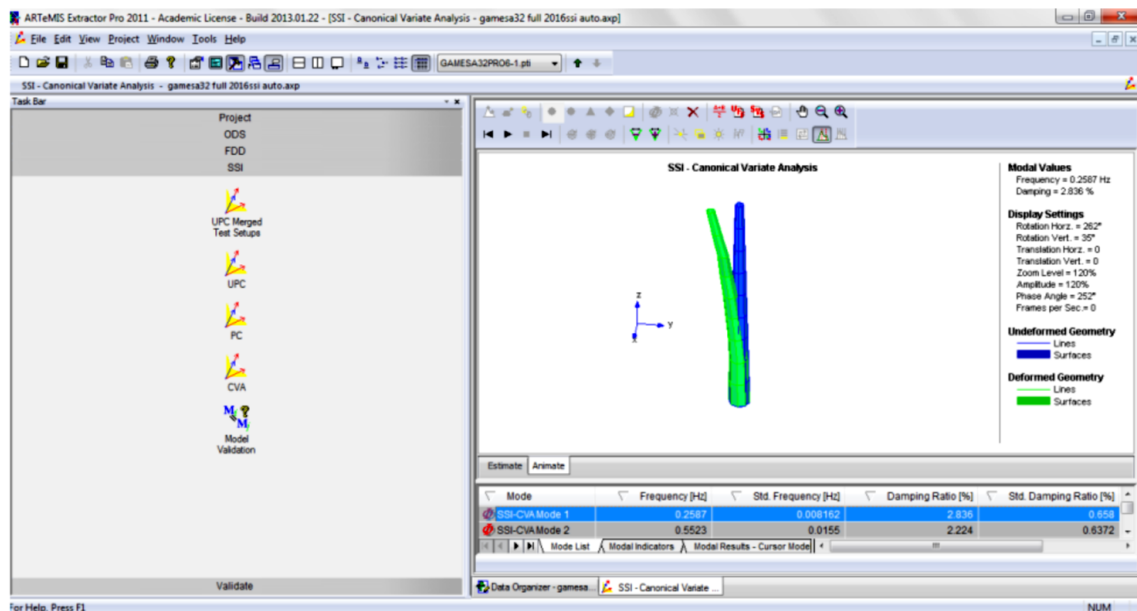 ARTeMIS Extractor Pro 2011 - Academic License - Build 2013.01.22 - [SSI - Canonical Variate Analysis - gamesa32 full 2016ssi auto.axp]
File Edit View Project Window Tools Help
GAMESA32PRO6-1.pti
SSI - Canonical Variate Analysis - gamesa32 full 2016ssi auto.axp
Task Bar
Project
ODS
FDD
SSI
UPC Merged
Test Setups
UPC
PC
CVA
Model
Validation
Validate
SSI - Canonical Variate Analysis
z
y
x
Modal Values
Frequency = 0.2587 Hz
Damping = 2.836 %
Display Settings
Rotation Horz. = 262°
Rotation Vert. = 35°
Translation Horz. = 0
Translation Vert. = 0
Zoom Level = 120%
Amplitude = 120%
Phase Angle = 252°
Frames per Sec.= 0
Undeformed Geometry
Lines
Surfaces
Deformed Geometry
Lines
Surfaces
Estimate Animate
Mode Frequency [Hz] Std. Frequency [Hz] Damping Ratio [%] Std. Damping Ratio [%]
SSI-CVA Mode 1 0.2587 0.008162 2.836 0.658
SSI-CVA Mode 2 0.5523 0.0155 2.224 0.6372
Mode List Modal Indicators Modal Results - Cursor Mode
Data Organizer - gamesa... SSI - Canonical Variate ...
For Help, Press F1 NUM